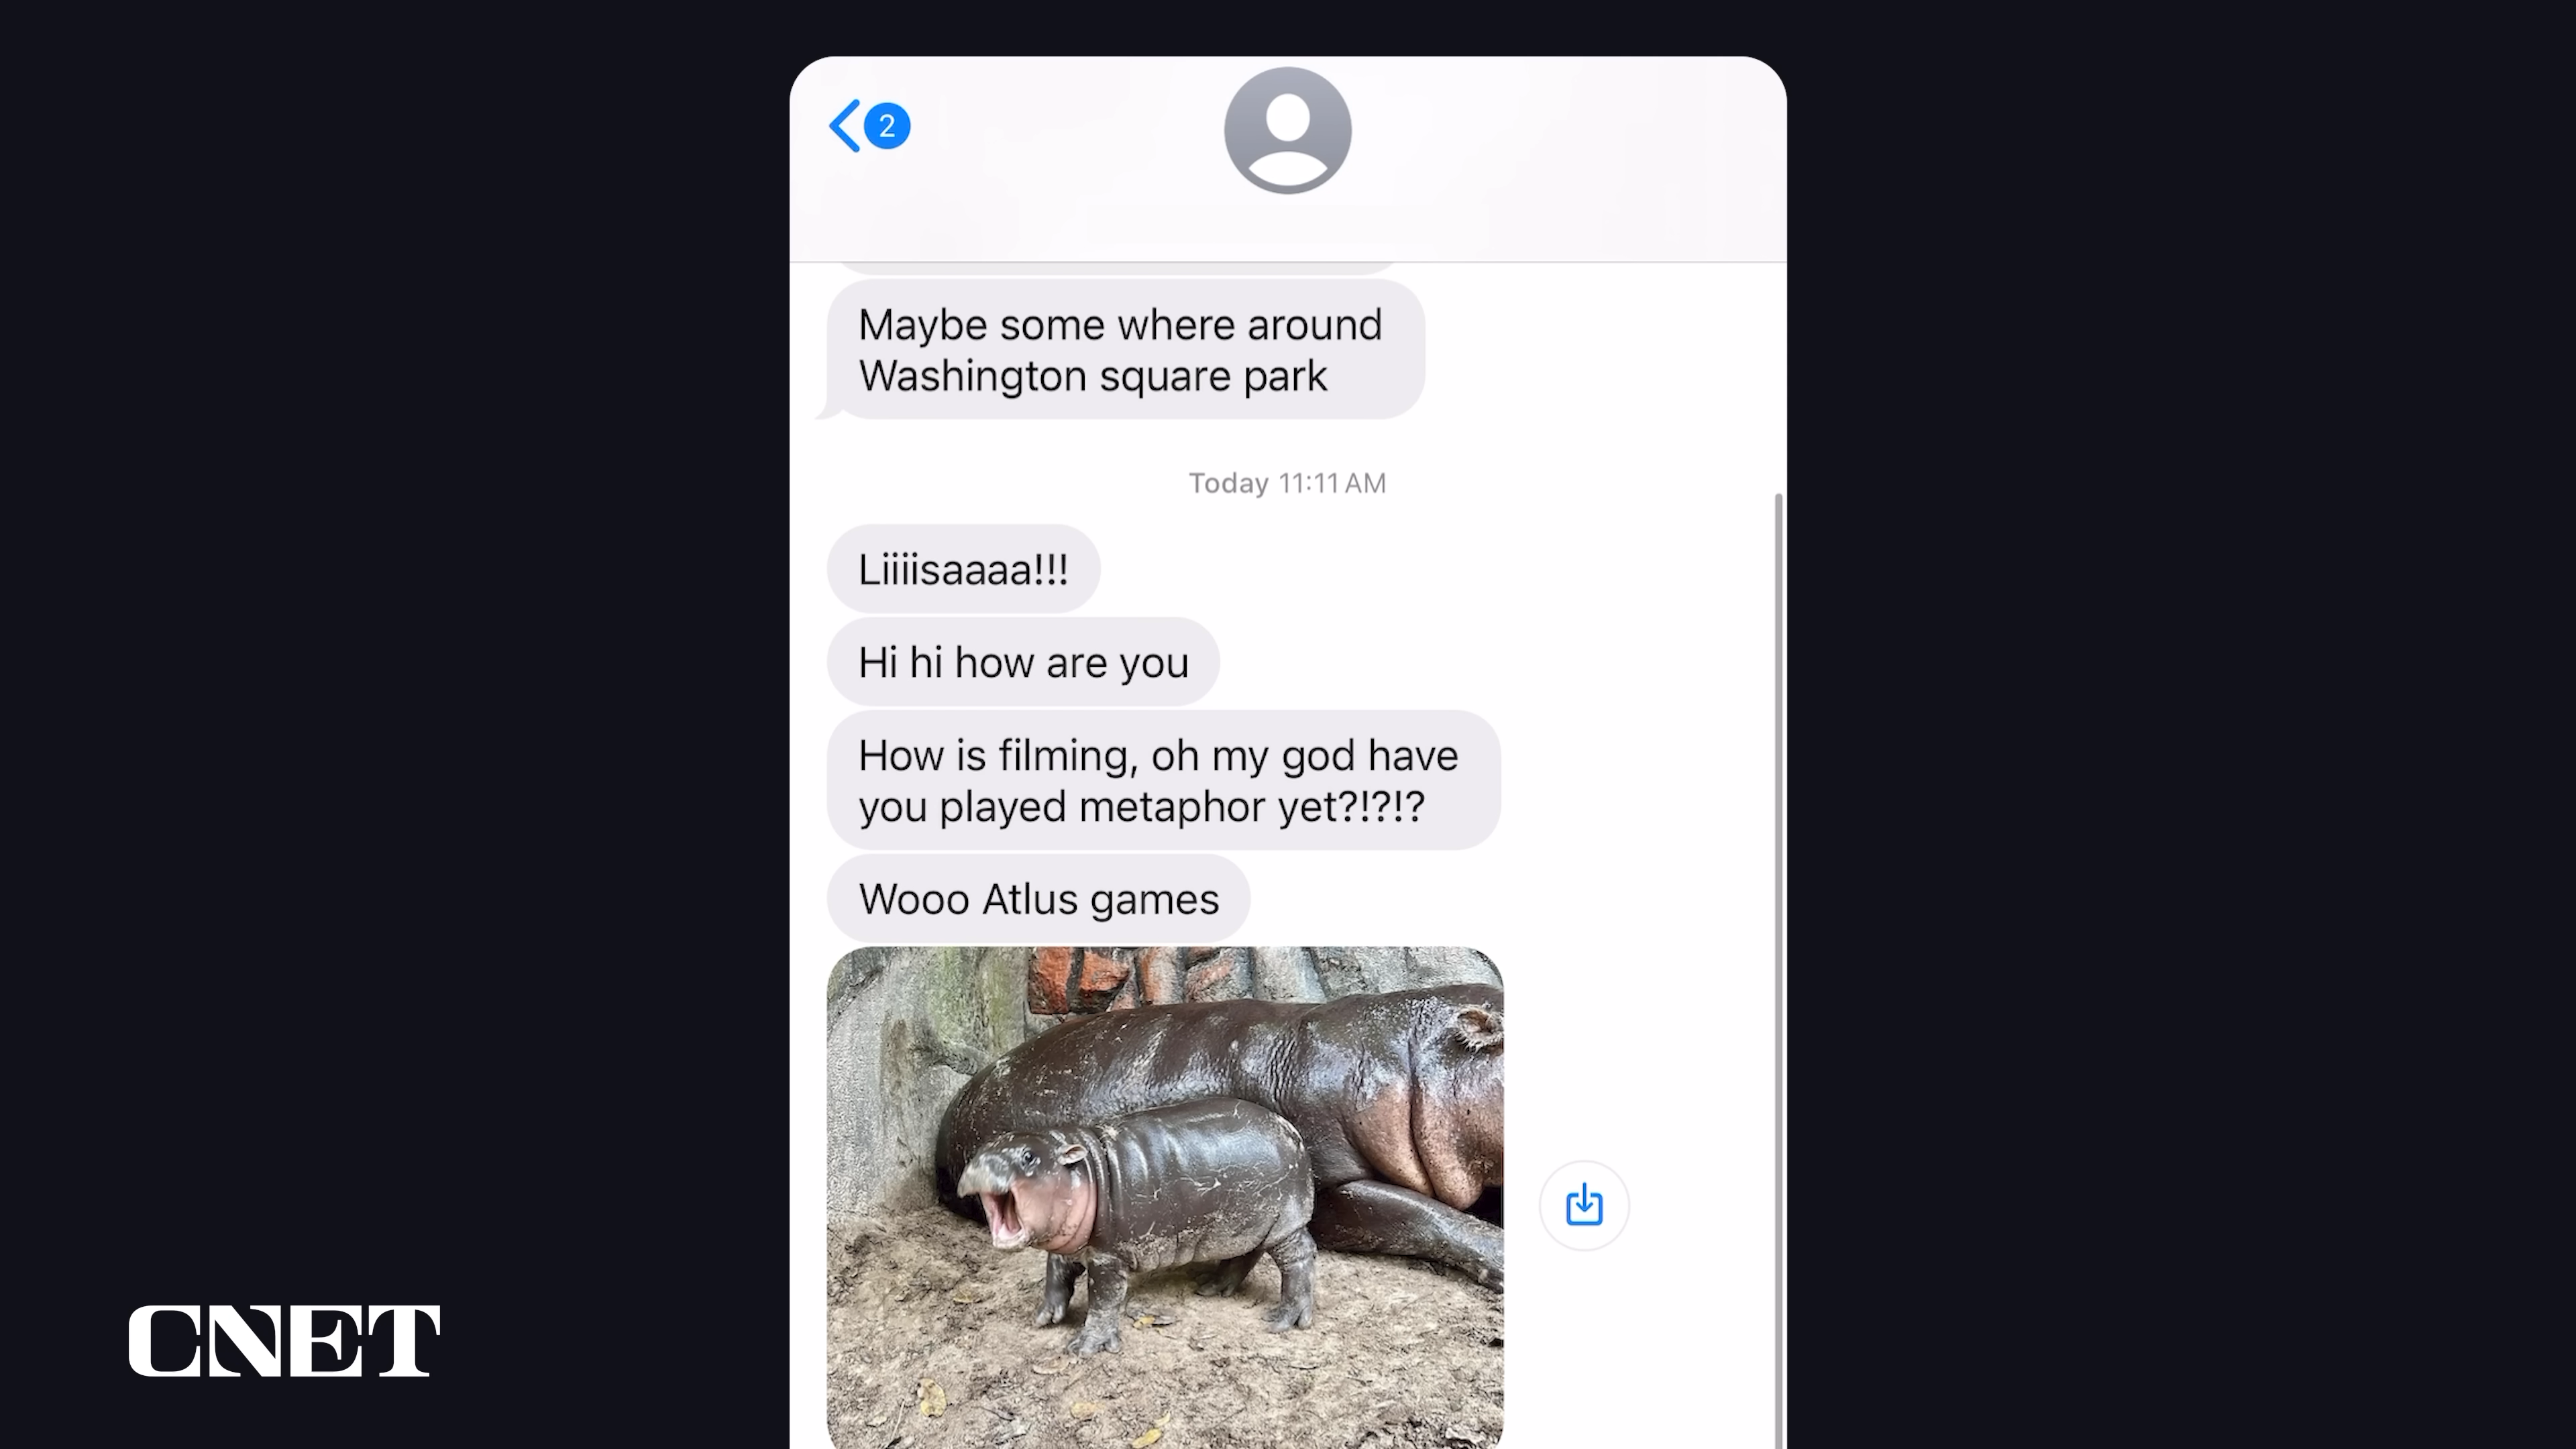 2
Maybe some where around
Washington square park
Today 11:11 AM
Liiiisaaaa!!!
Hi hi how are you
How is filming, oh my god have
you played metaphor yet?!?!?
Wooo Atlus games
CNET